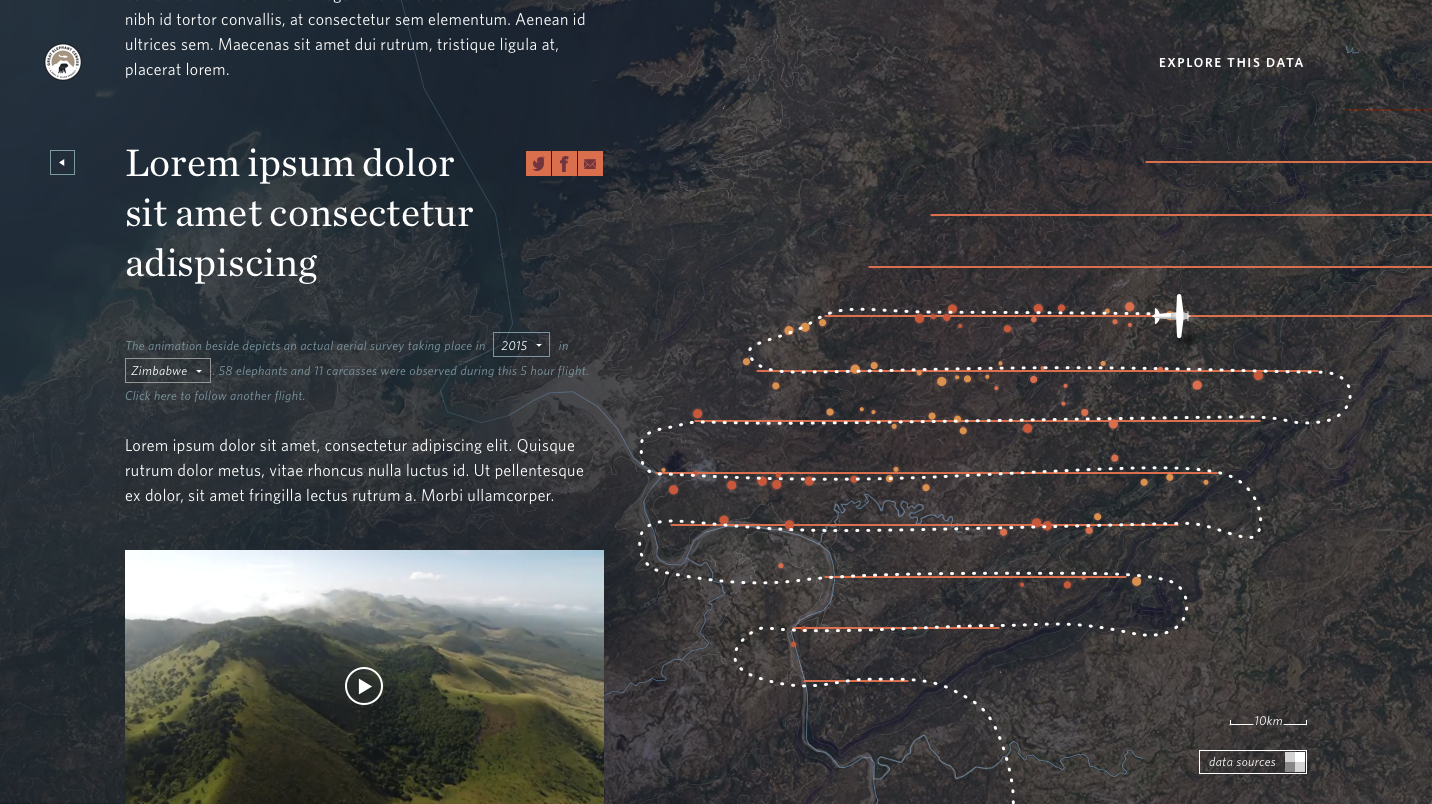 nibh id tortor convallis, at consectetur sem elementum. Aenean id
ultrices sem. Maecenas sit amet dui rutrum, tristique ligula at,
placerat lorem.
EXPLORE THIS DATA
Lorem ipsum dolor
sit amet consectetur
adispiscing
The animation beside depicts an actual aerial survey taking place in 2015 in
Zimbabwe . 58 elephants and 11 carcasses were observed during this 5 hour flight.
Click here to follow another flight.
Lorem ipsum dolor sit amet, consectetur adipiscing elit. Quisque
rutrum dolor metus, vitae rhoncus nulla luctus id. Ut pellentesque
ex dolor, sit amet fringilla lectus rutrum a. Morbi ullamcorper.
10km
data sources